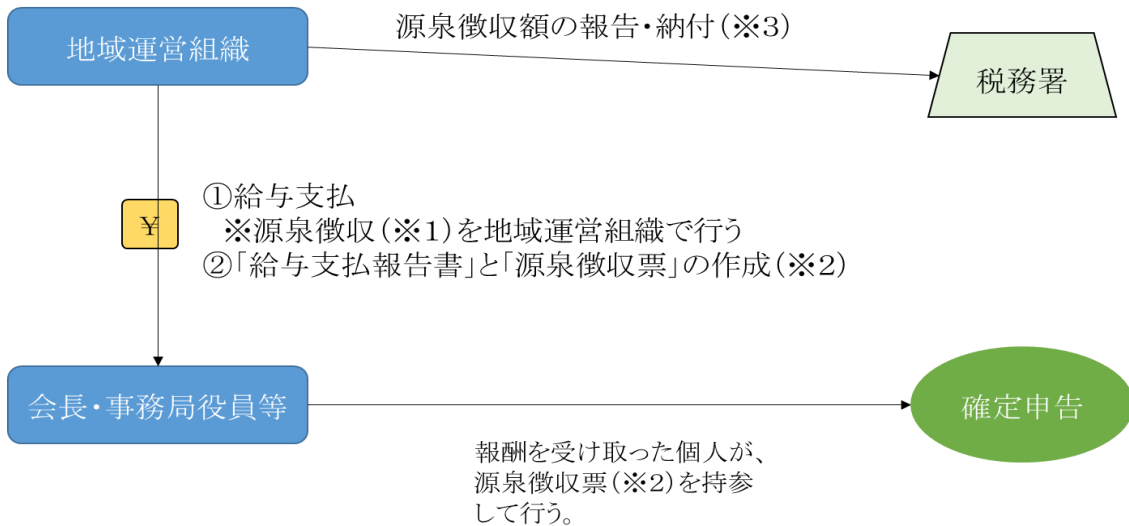 地域運営組織
源泉徴収額の報告・納付(※3)
税務署
¥
①給与支払
※源泉徴収(※1)を地域運営組織で行う
②「給与支払報告書」と「源泉徴収票」の作成(※2)
会長・事務局役員等
確定申告
報酬を受け取った個人が、
源泉徴収票(※2)を持参
して行う。